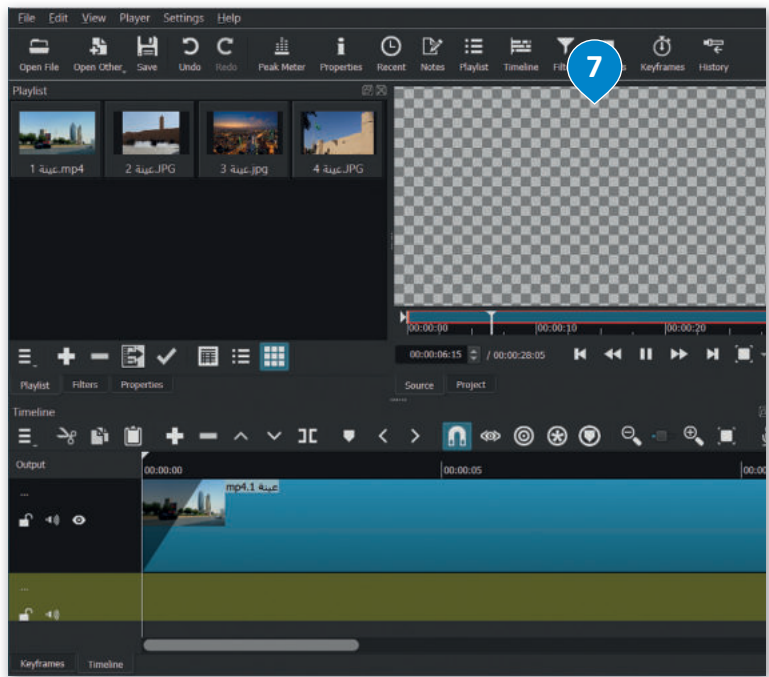 File Edit View Player Settings Help
Open File Open Other Save Undo Redo Peak Meter Properties Recent Notes Playlist Timeline Keyframes History
7
Playlist
عينة 1.mp4 عينة 2.JPG عينة 3.jpg عينة 4.JPG
00:00:00 00:00:10 00:00:20
00:00:06:15 / 00:00:28:05
Playlist Filters Properties
Source Project
Timeline
Output 00:00:00 00:00:05 00:00
... عينة 1.mp4
...
Keyframes Timeline